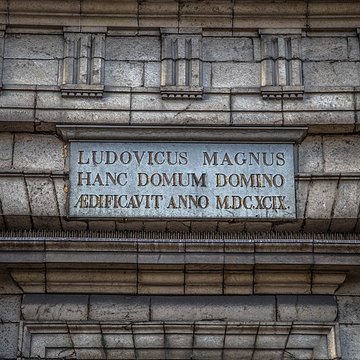 LUDOVICUS MAGNUS
HANC DOMUM DOMINO
ÆDIFICAVIT ANNO M.DC.XCIX.